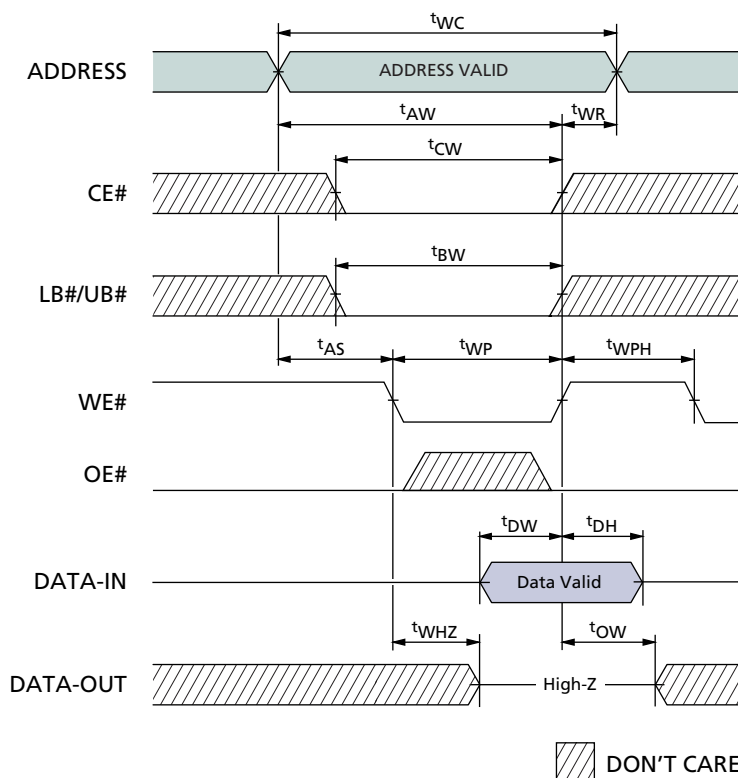 tWC
ADDRESS
ADDRESS VALID
tAW
tWR
tCW
CE#
tBW
LB#/UB#
tAS
tWP
tWPH
WE#
OE#
tDW
tDH
DATA-IN
Data Valid
tWHZ
tOW
DATA-OUT
High-Z
DON'T CARE